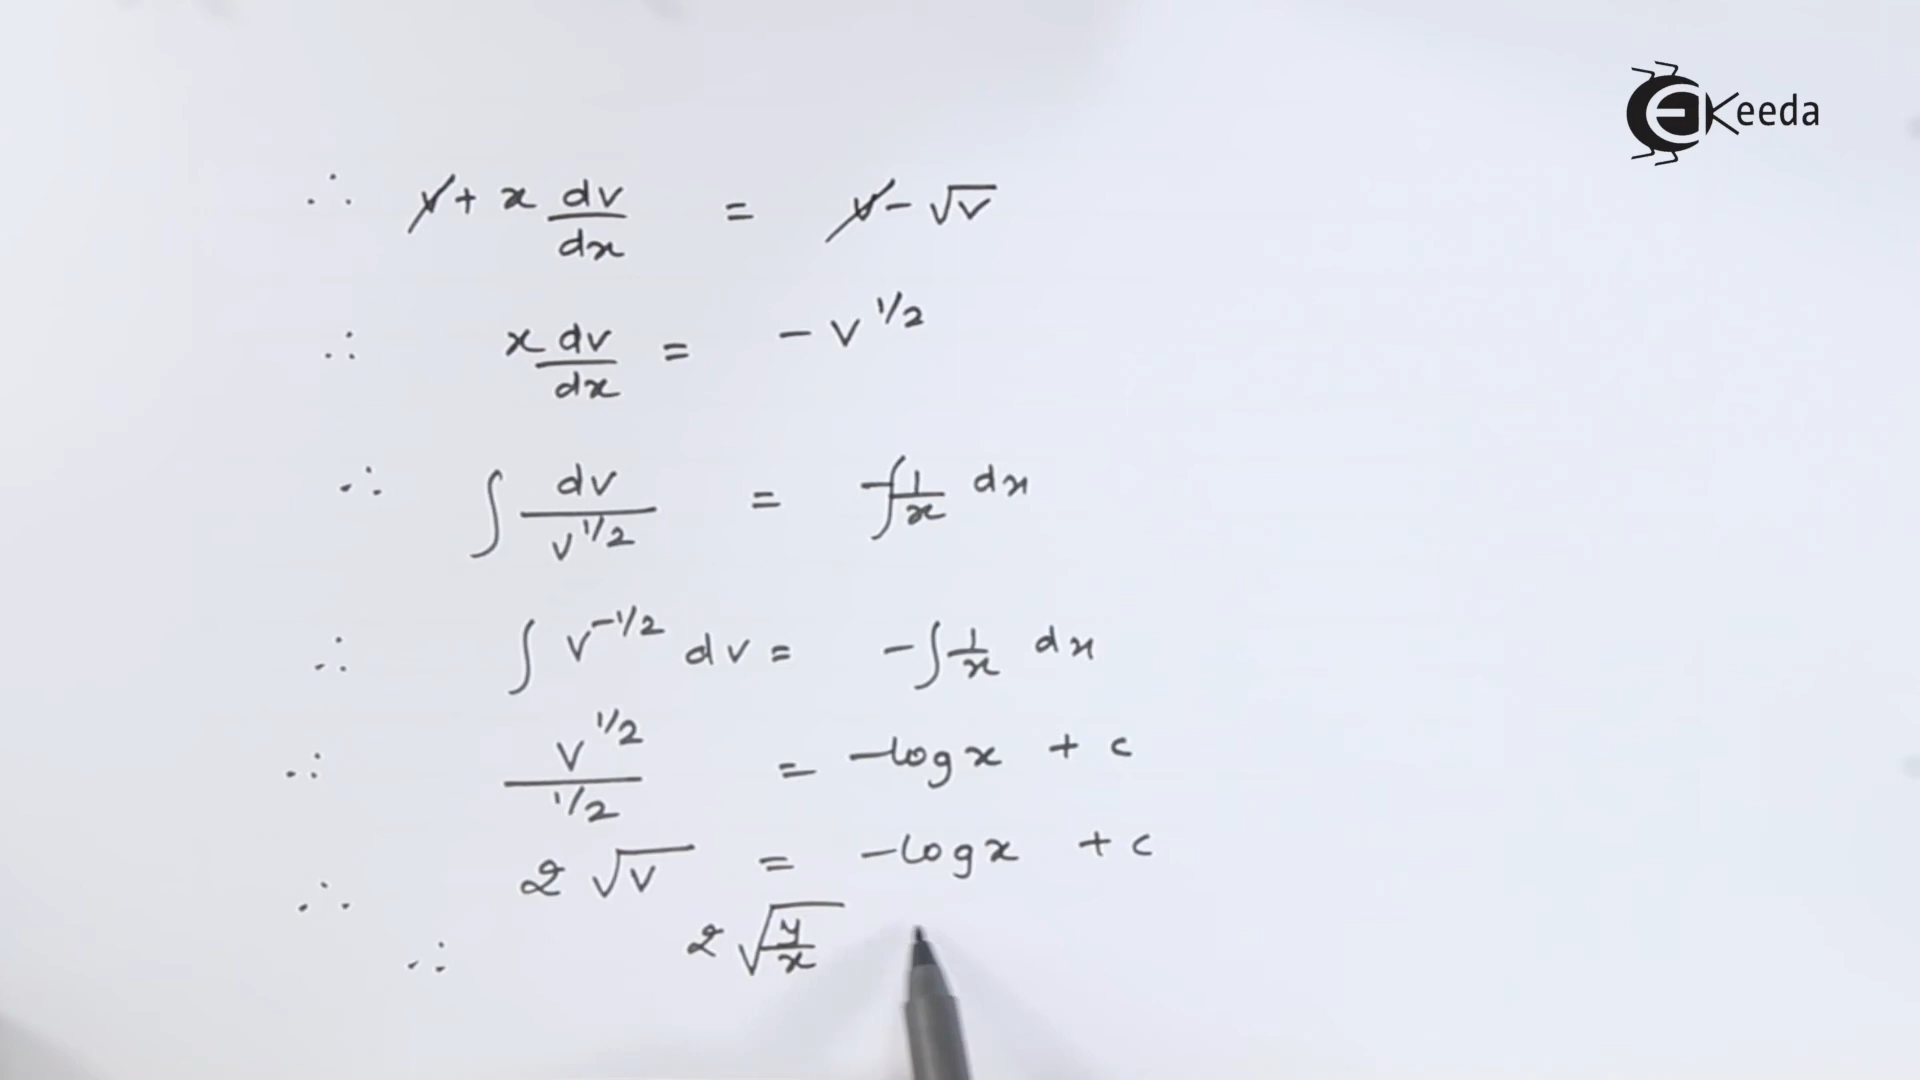 EKeeda
∴ v + x dv/dx = v - √v
∴ x dv/dx = - v^1/2
∴ ∫ dv/v^1/2 = -∫ 1/x dx
∴ ∫ v^-1/2 dv = -∫ 1/x dx
∴ v^1/2 / 1/2 = -log x + c
∴ 2 √v = -log x + c
∴ 2 √(y/x)